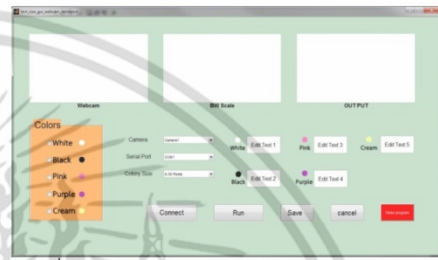 Webcam
BW Scale
OUT PUT
Colors
White
Black
Pink
Purple
Cream
Camera
Serial Port
Colony Size
White Edit Text 1
Pink Edit Text 3
Cream Edit Text 5
Black Edit Text 2
Purple Edit Text 4
Connect
Run
Save
cancel